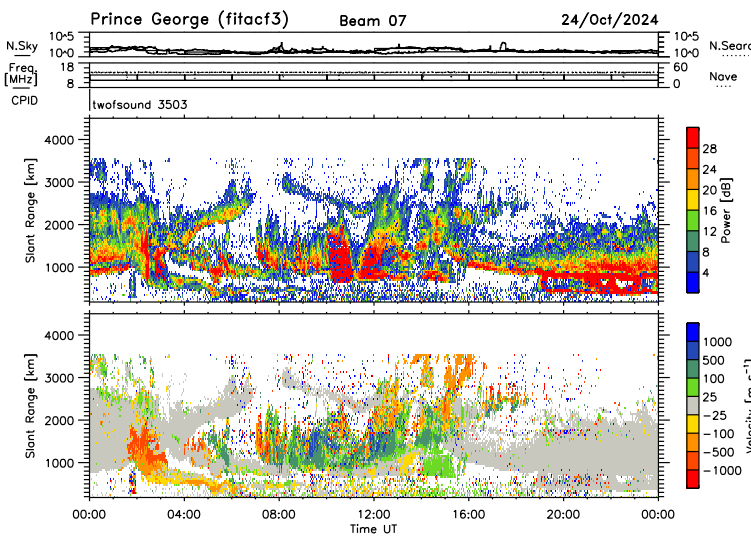 Prince George (fitacf3) Beam 07 24/Oct/2024
N.Sky 10^5 10^0 10^5 10^0 N.Sear
Freq [MHz] 18 8 60 0 Nave
CPID twofsound 3503
Slant Range [km] 4000 3000 2000 1000
28 24 20 16 12 8 4 Power [dB]
Slant Range [km] 4000 3000 2000 1000
1000 500 100 25 -25 -100 -500 -1000 Velocity [m s⁻¹]
00:00 04:00 08:00 12:00 16:00 20:00 00:00
Time UT